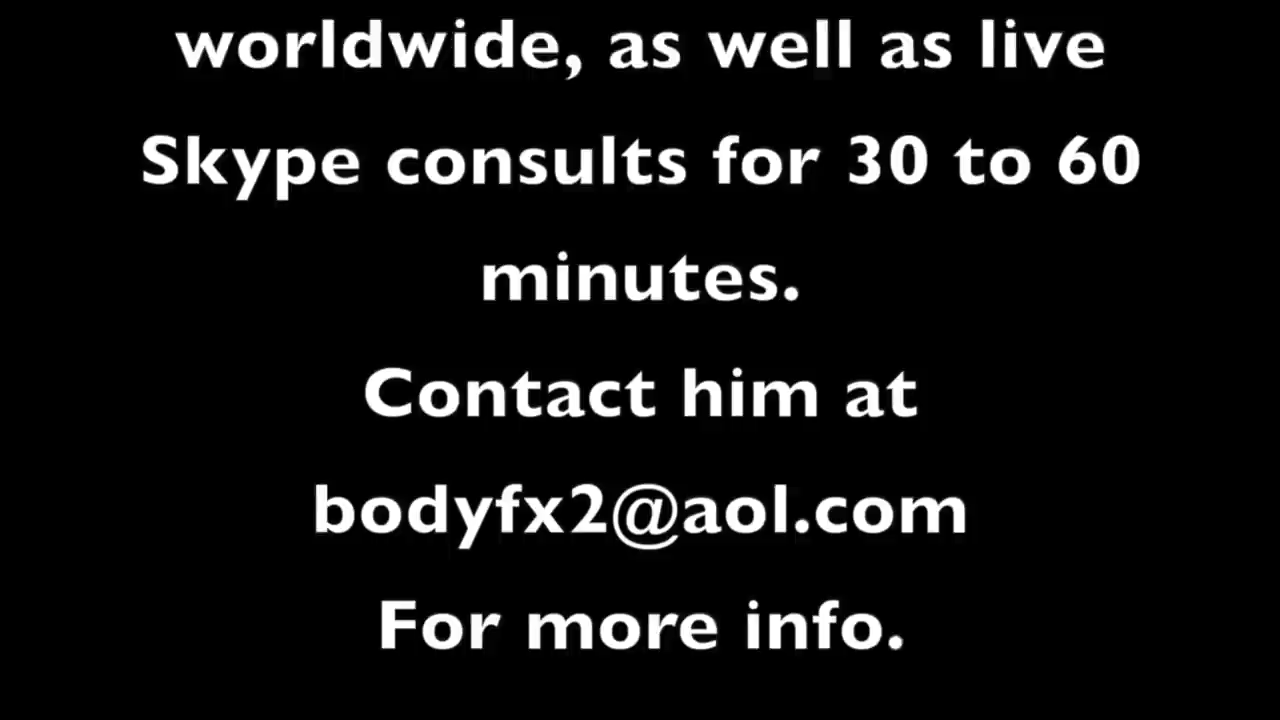 worldwide, as well as live
Skype consults for 30 to 60
minutes.
Contact him at
bodyfx2@aol.com
For more info.